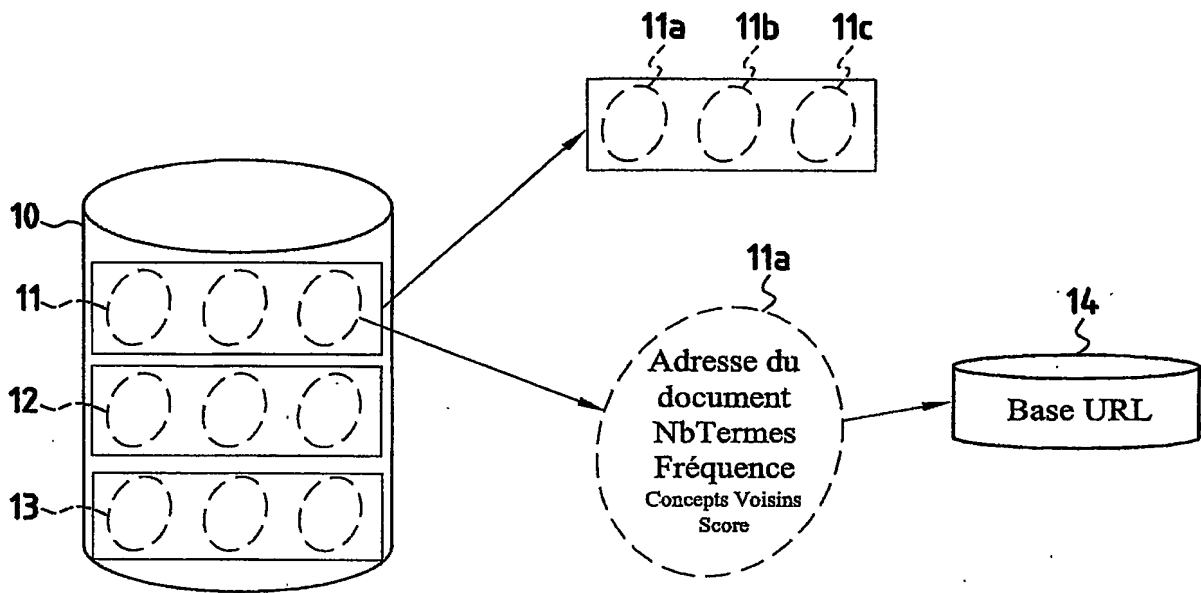 11a 11b 11c
10
11
12
13
11a
Adresse du
document
NbTermes
Fréquence
Concepts Voisins
Score
14
Base URL